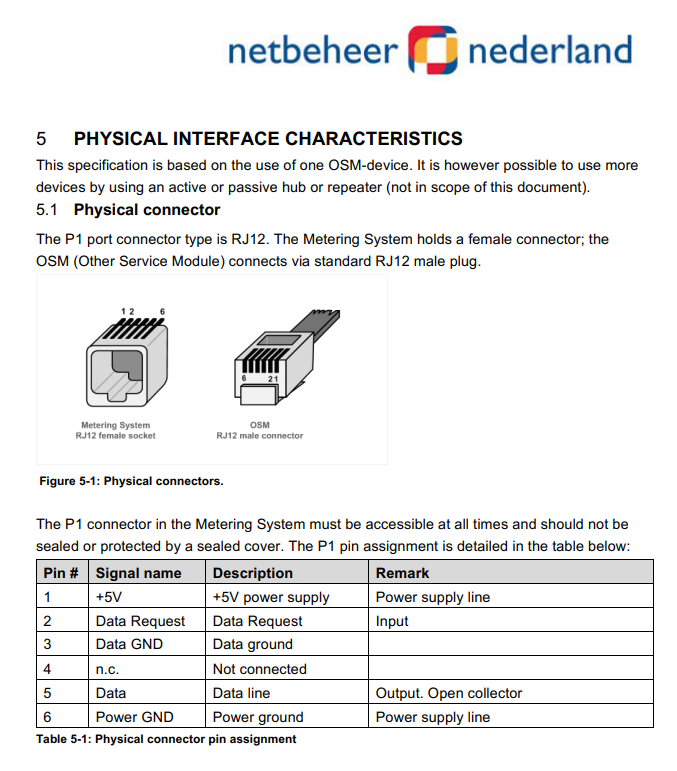 netbeheer nederland
5 PHYSICAL INTERFACE CHARACTERISTICS
This specification is based on the use of one OSM-device. It is however possible to use more
devices by using an active or passive hub or repeater (not in scope of this document).
5.1 Physical connector
The P1 port connector type is RJ12. The Metering System holds a female connector; the
OSM (Other Service Module) connects via standard RJ12 male plug.
1 2 6
6 2 1
Metering System
RJ12 female socket
OSM
RJ12 male connector
Figure 5-1: Physical connectors.
The P1 connector in the Metering System must be accessible at all times and should not be
sealed or protected by a sealed cover. The P1 pin assignment is detailed in the table below:
Pin # Signal name Description Remark
1 +5V +5V power supply Power supply line
2 Data Request Data Request Input
3 Data GND Data ground
4 n.c. Not connected
5 Data Data line Output. Open collector
6 Power GND Power ground Power supply line
Table 5-1: Physical connector pin assignment